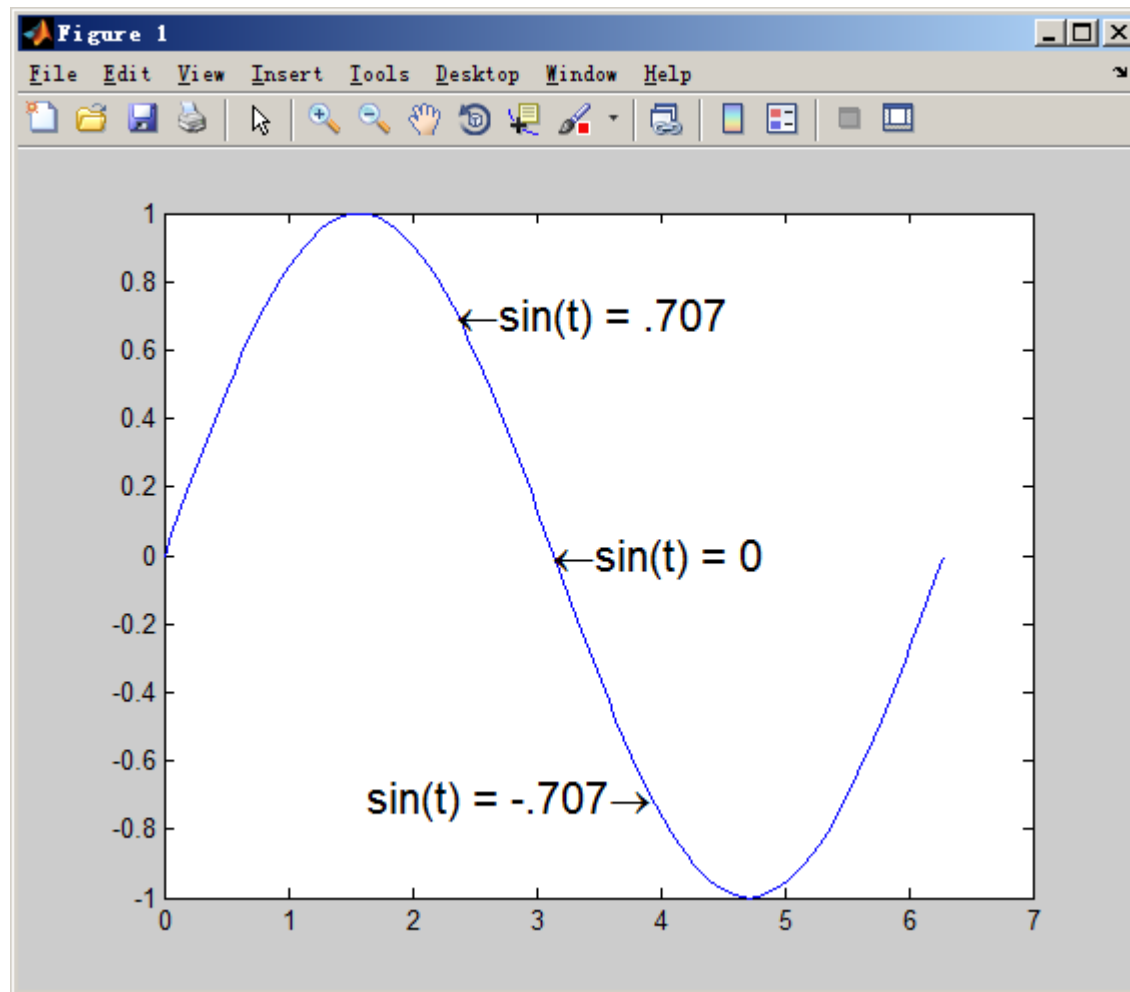 Figure 1
File Edit View Insert Tools Desktop Window Help
1
0.8
0.6
0.4
0.2
0
-0.2
-0.4
-0.6
-0.8
-1
←sin(t) = .707
←sin(t) = 0
sin(t) = -.707→
0 1 2 3 4 5 6 7